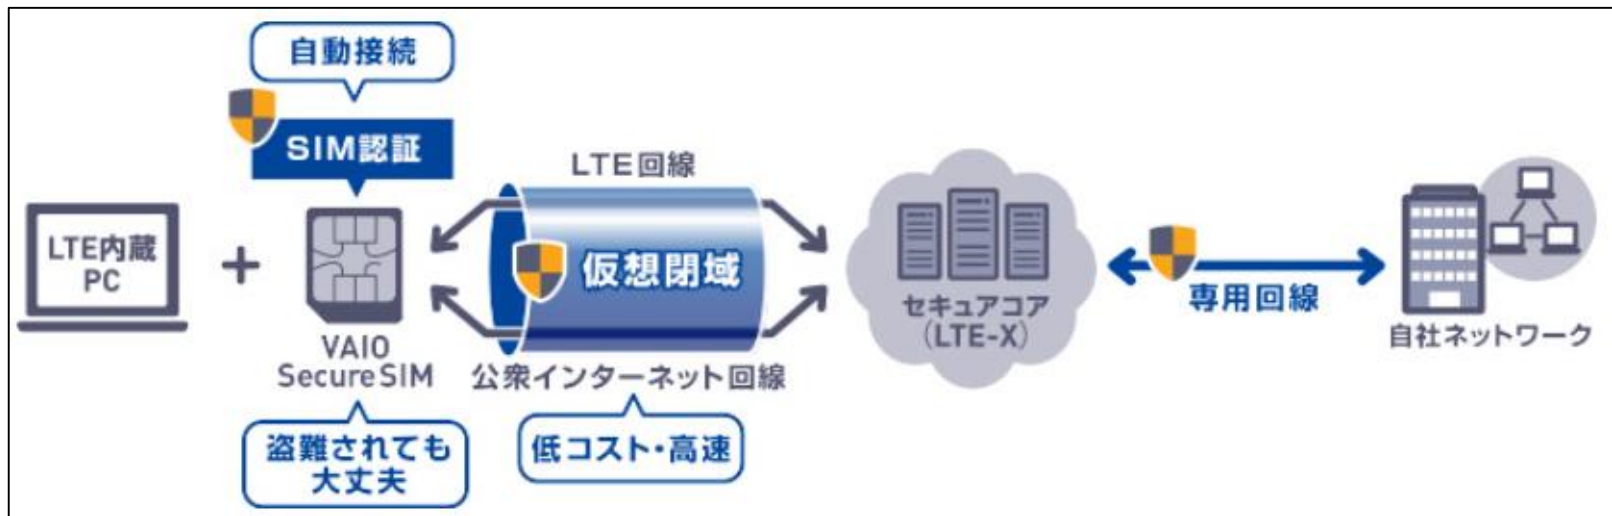 自動接続
SIM認証
LTE内蔵
PC
VAIO
SecureSIM
盗難されても
大丈夫
LTE回線
仮想閉域
公衆インターネット回線
低コスト・高速
セキュアコア
(LTE-X)
専用回線
自社ネットワーク